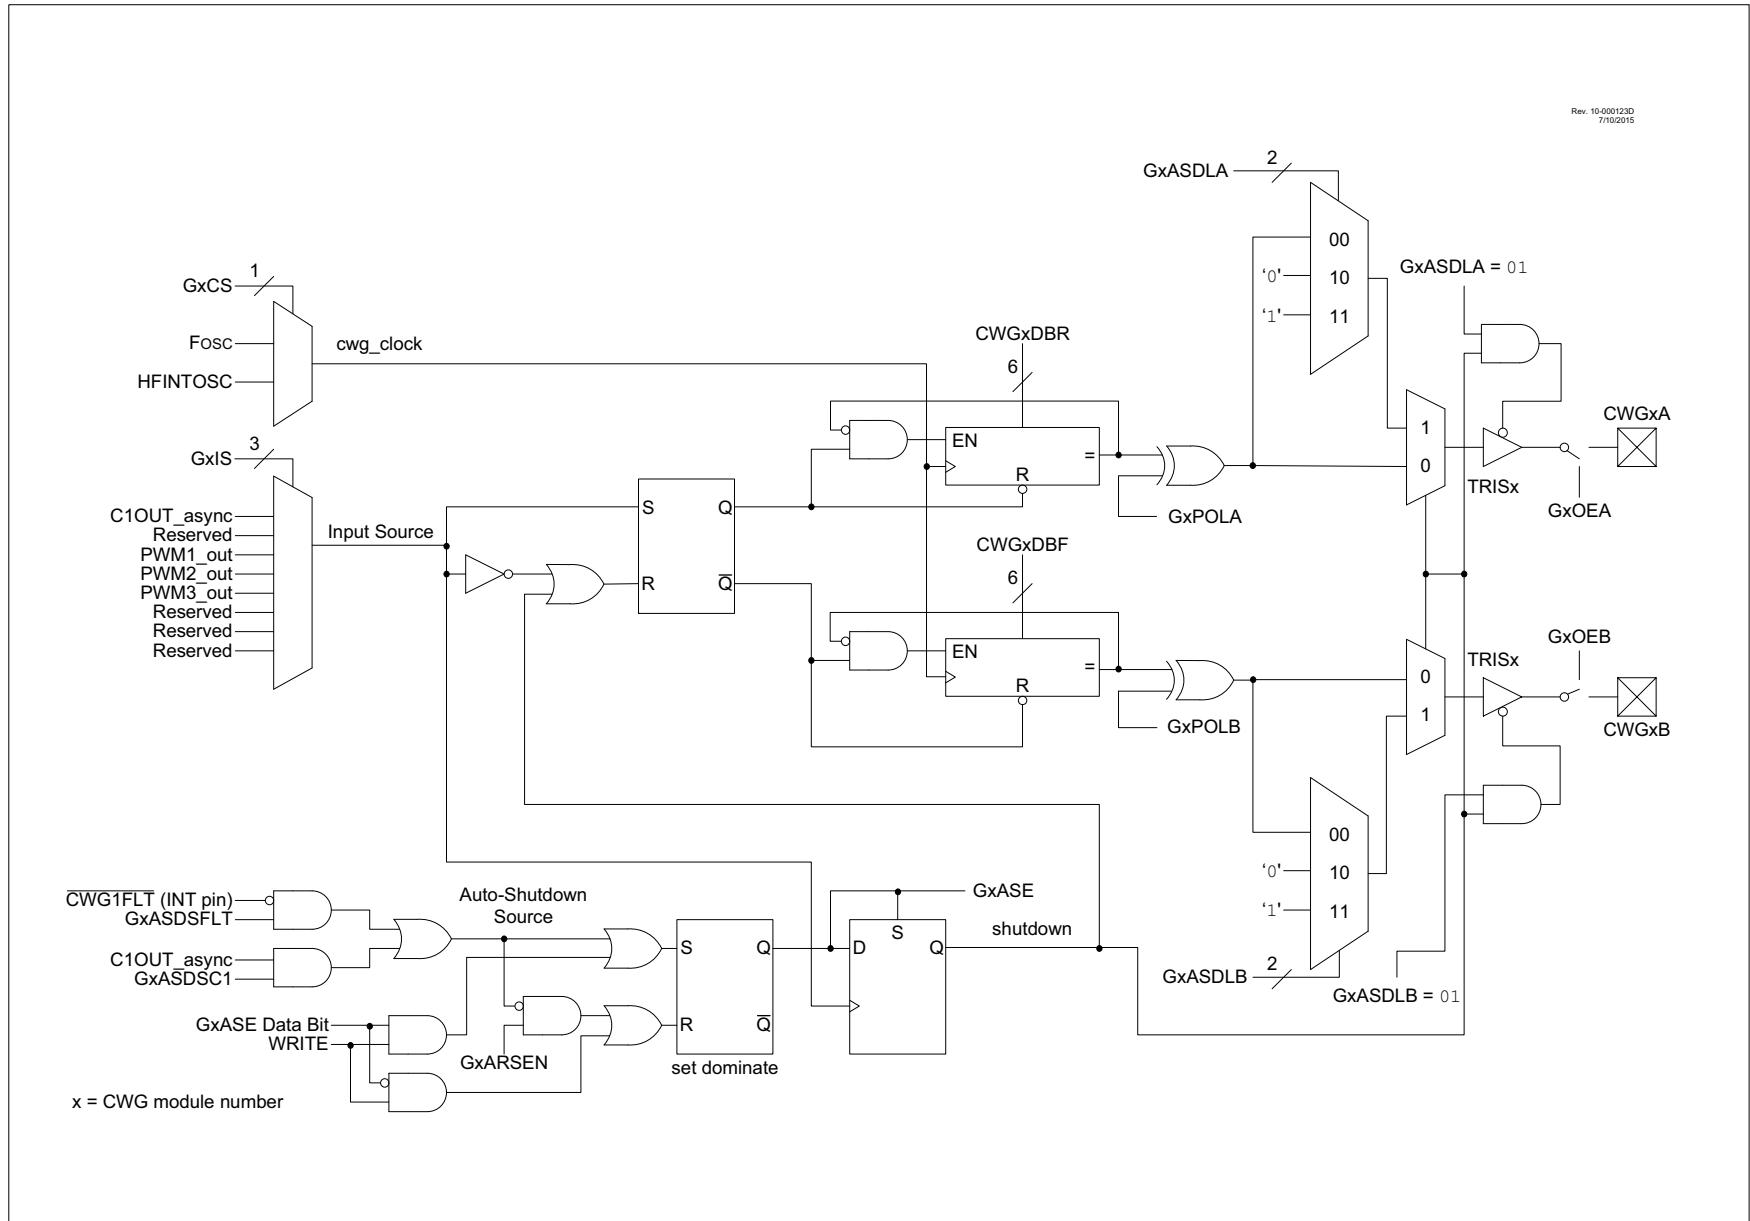 Rev. 10-000123D
7/10/2015
GxASDLA
2
00
'0'
10
'1'
11
GxASDLA = 01
GxCS
1
FOSC
HFINTOSC
cwg_clock
CWGxDBR
6
EN
=
R
GxPOLA
1
0
TRISx
CWGxA
GxOEA
GxIS
3
C1OUT_async
Reserved
PWM1_out
PWM2_out
PWM3_out
Reserved
Reserved
Reserved
Input Source
S
Q
R
Q
CWGxDBF
6
EN
=
R
GxPOLB
0
1
TRISx
GxOEB
CWGxB
00
'0'
10
'1'
11
GxASDLB
2
GxASDLB = 01
CWG1FLT (INT pin)
GxASDSFLT
C1OUT_async
GxASDSC1
Auto-Shutdown
Source
GxASE Data Bit
WRITE
GxARSEN
S
Q
R
Q
set dominate
GxASE
S
D
Q
shutdown
x = CWG module number